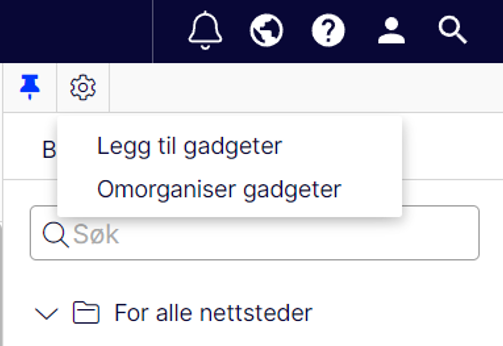 Legg til gadgeter
B
Omorganiser gadgeter
Søk
For alle nettsteder